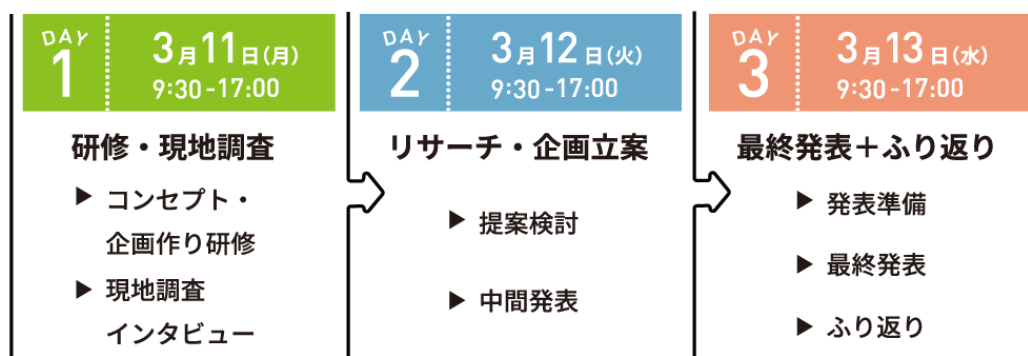 DAY 1
3月11日(月)
9:30-17:00
研修・現地調査
▶ コンセプト・
企画作り研修
▶ 現地調査
インタビュー
DAY 2
3月12日(火)
9:30-17:00
リサーチ・企画立案
▶ 提案検討
▶ 中間発表
DAY 3
3月13日(水)
9:30-17:00
最終発表+ふり返り
▶ 発表準備
▶ 最終発表
▶ ふり返り